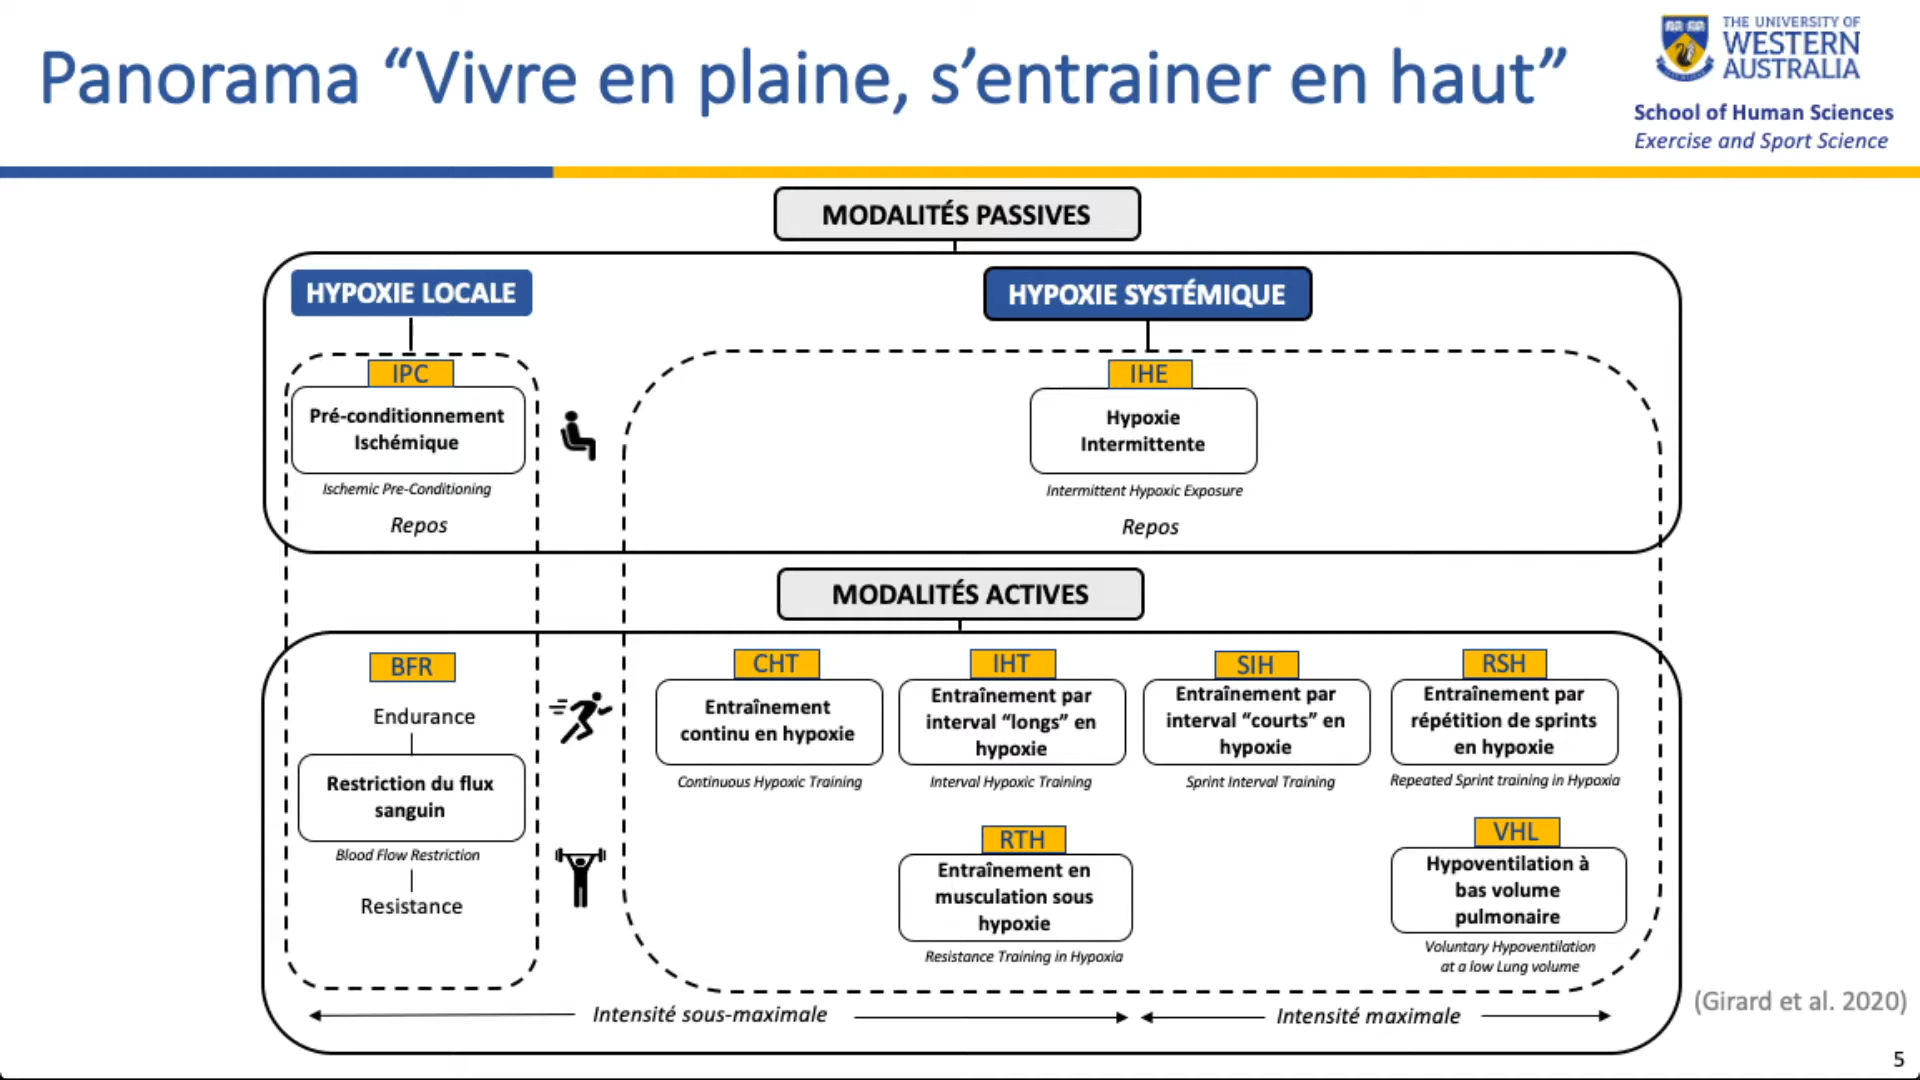 Panorama “Vivre en plaine, s’entrainer en haut”
THE UNIVERSITY OF
WESTERN
AUSTRALIA
School of Human Sciences
Exercise and Sport Science
MODALITÉS PASSIVES
HYPOXIE LOCALE
HYPOXIE SYSTÉMIQUE
IPC
Pré-conditionnement
Ischémique
Ischemic Pre-Conditioning
Repos
IHE
Hypoxie
Intermittente
Intermittent Hypoxic Exposure
Repos
MODALITÉS ACTIVES
BFR
Endurance
Restriction du flux
sanguin
Blood Flow Restriction
Resistance
CHT
Entraînement
continu en hypoxie
Continuous Hypoxic Training
IHT
Entraînement par
interval “longs” en
hypoxie
Interval Hypoxic Training
SIH
Entraînement par
interval “courts” en
hypoxie
Sprint Interval Training
RSH
Entraînement par
répétition de sprints
en hypoxie
Repeated Sprint training in Hypoxia
RTH
Entraînement en
musculation sous
hypoxie
Resistance Training in Hypoxia
VHL
Hypoventilation à
bas volume
pulmonaire
Voluntary Hypoventilation
at a low Lung volume
Intensité sous-maximale
Intensité maximale
(Girard et al. 2020)
5